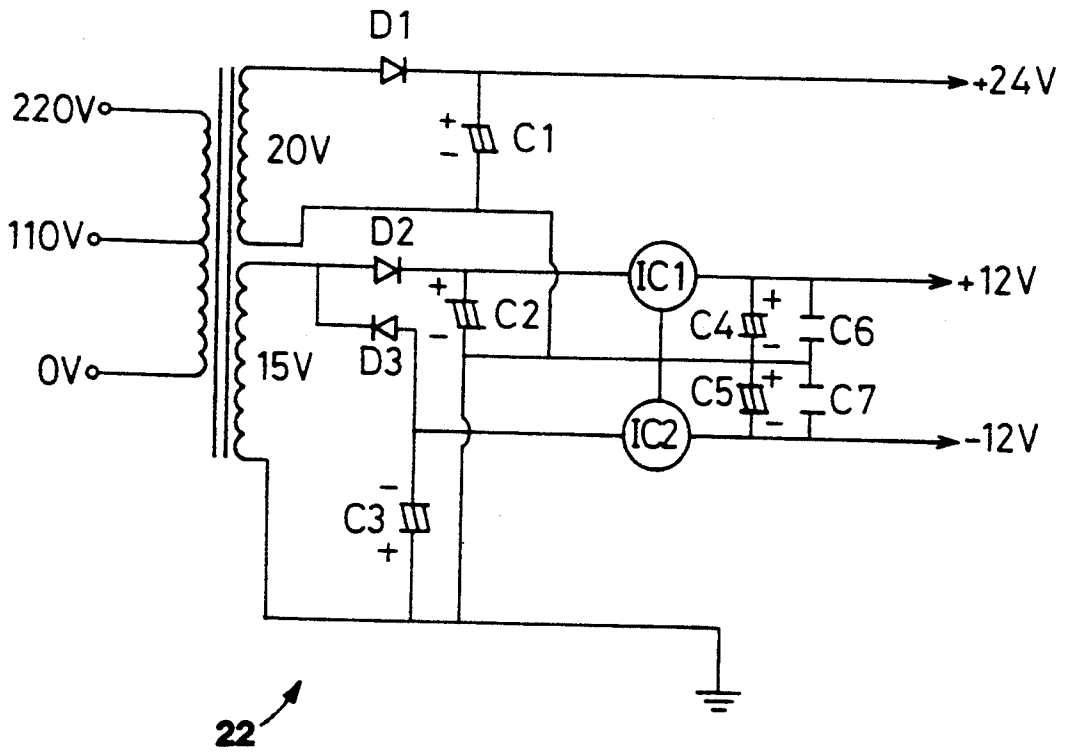 D1
+24V
220V
20V
+
-
C1
110V
D2
IC1
+12V
+
-
C2
C4
+
-
C6
0V
15V
D3
C5
+
-
C7
IC2
-12V
-
C3
+
22